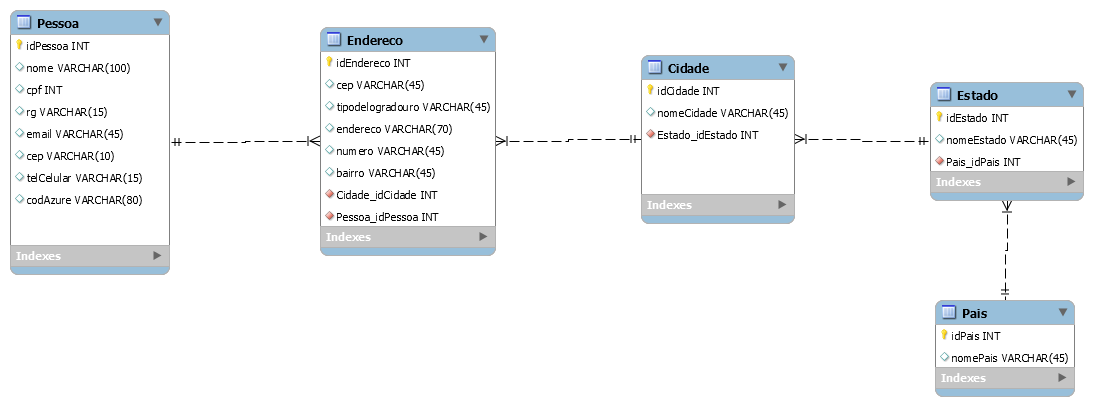 Pessoa
idPessoa INT
nome VARCHAR(100)
cpf INT
rg VARCHAR(15)
email VARCHAR(45)
cep VARCHAR(10)
telCelular VARCHAR(15)
codAzure VARCHAR(80)
Indexes
Endereco
idEndereco INT
cep VARCHAR(45)
tipodelogradouro VARCHAR(45)
endereco VARCHAR(70)
numero VARCHAR(45)
bairro VARCHAR(45)
Cidade_idCidade INT
Pessoa_idPessoa INT
Indexes
Cidade
idCidade INT
nomeCidade VARCHAR(45)
Estado_idEstado INT
Indexes
Estado
idEstado INT
nomeEstado VARCHAR(45)
Pais_idPais INT
Indexes
Pais
idPais INT
nomePais VARCHAR(45)
Indexes